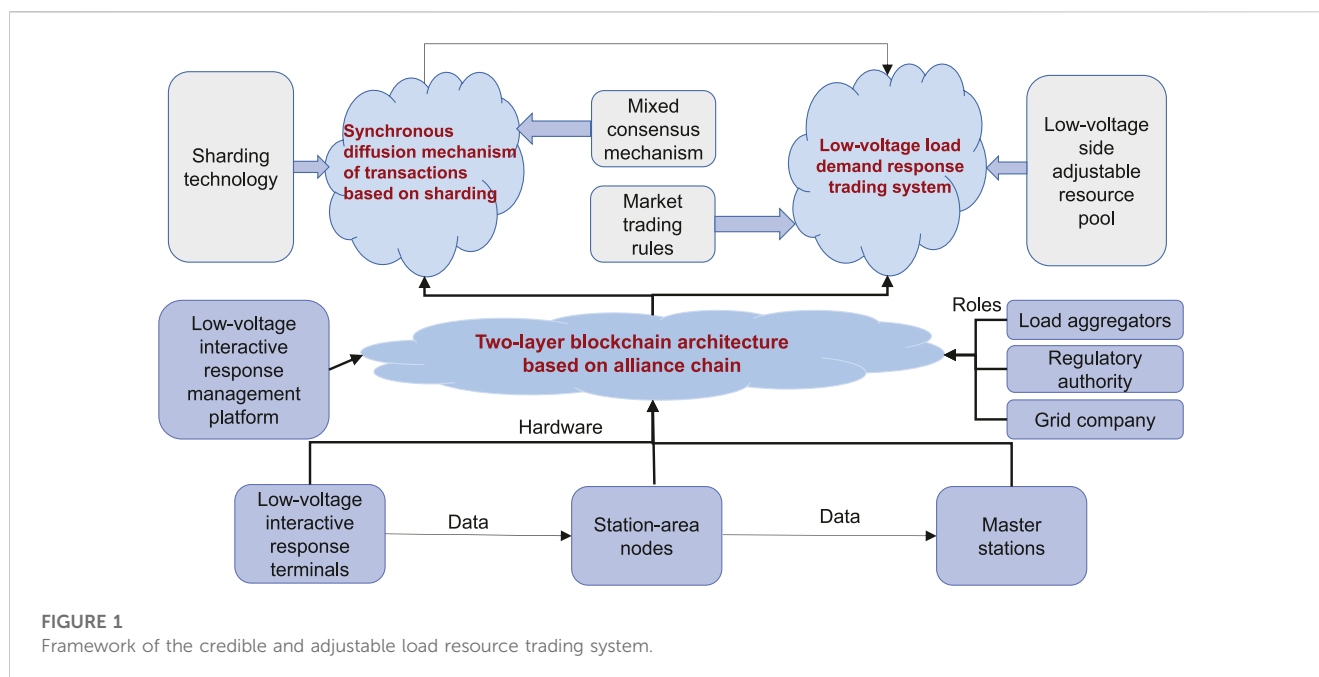 Sharding
technology
Synchronous
diffusion mechanism
of transactions
based on sharding
Mixed
consensus
mechanism
Market
trading
rules
Low-voltage load
demand response
trading system
Low-voltage
side
adjustable
resource
pool
Low-voltage
interactive
response
management
platform
Two-layer blockchain architecture
based on alliance chain
Roles
Load aggregators
Regulatory
authority
Grid company
Hardware
Low-voltage
interactive
response
terminals
Data
Station-area
nodes
Data
Master
stations
FIGURE 1
Framework of the credible and adjustable load resource trading system.